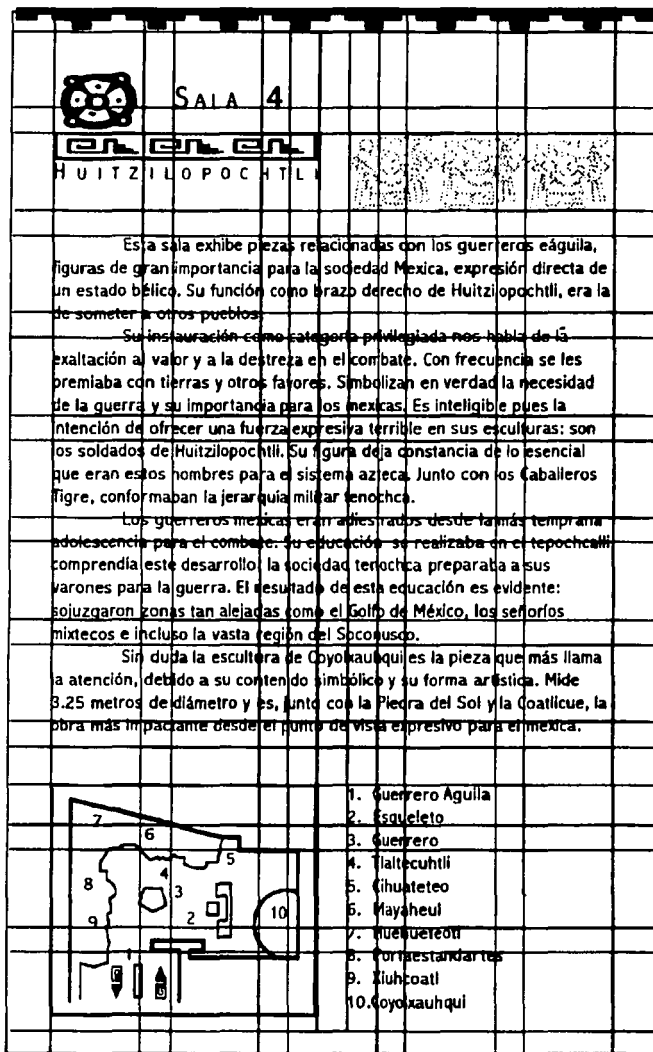 SALA 4
HUITZILOPOCHTLI
Esta sala exhibe piezas relacionadas con los guerreros eáguila,
figuras de gran importancia para la sociedad Mexica, expresión directa de
un estado bélico. Su función como brazo derecho de Huitzilopochtli, era la
de someter a otros pueblos.
Su instauración como categoría privilegiada nos habla de la
exaltación al valor y a la destreza en el combate. Con frecuencia se les
premiaba con tierras y otros favores. Simbolizan en verdad la necesidad
de la guerra y su importancia para los mexicas. Es inteligible pues la
intención de ofrecer una fuerza expresiva terrible en sus esculturas: son
los soldados de Huitzilopochtli. Su figura deja constancia de lo esencial
que eran estos hombres para el sistema azteca. Junto con los Caballeros
Tigre, conformaban la jerarquía militar tenochca.
Los guerreros mexicas eran adiestrados desde la más temprana
adolescencia para el combate. Su educación se realizaba en el tepochcalli
comprendía este desarrollo: la sociedad tenochca preparaba a sus
varones para la guerra. El resultado de esta educación es evidente:
sojuzgaron zonas tan alejadas como el Golfo de México, los señoríos
mixtecos e incluso la vasta región del Soconusco.
Sin duda la escultura de Coyolxauhqui es la pieza que más llama
la atención, debido a su contenido simbólico y su forma artística. Mide
3.25 metros de diámetro y es, junto con la Piedra del Sol y la Coatlicue, la
obra más impactante desde el punto de vista expresivo para el mexica.
7
6
5
4
8
3
10
2
9
1
1. Guerrero Aguila
2. Esqueleto
3. Guerrero
4. Tlaltecuhtli
5. Cihuateteo
6. Mayaheul
7. Huehueteotl
8. Portaestandartes
9. Xiuhcoatl
10. Coyolxauhqui